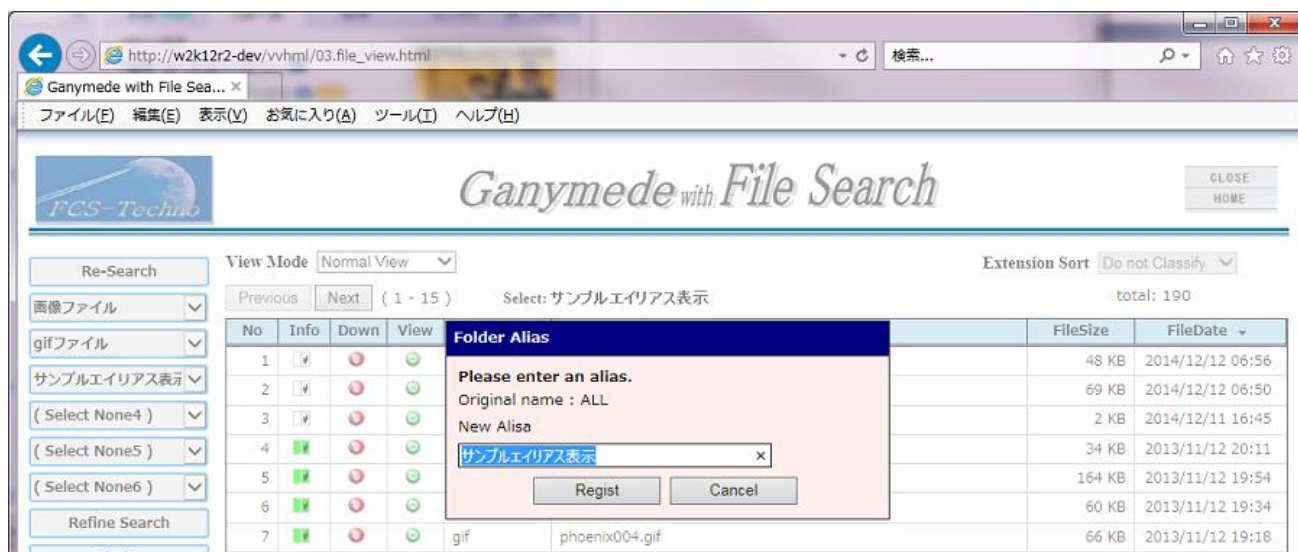 http://w2k12r2-dev/vvhml/03.file_view.html
検索...
Ganymede with File Sea...
ファイル(F) 編集(E) 表示(V) お気に入り(A) ツール(T) ヘルプ(H)
FCS-Techno
Ganymede with File Search
CLOSE
HOME
Re-Search
View Mode Normal View
Extension Sort Do not Classify
画像ファイル
Previous Next ( 1 - 15 ) Select: サンプルエイリアス表示 total: 190
gifファイル
サンプルエイリアス表示
( Select None4 )
( Select None5 )
( Select None6 )
Refine Search
No Info Down View FileSize FileDate
1 48 KB 2014/12/12 06:56
2 69 KB 2014/12/12 06:50
3 2 KB 2014/12/11 16:45
4 34 KB 2013/11/12 20:11
5 164 KB 2013/11/12 19:54
6 60 KB 2013/11/12 19:34
7 gif phoenix004.gif 66 KB 2013/11/12 19:18
Folder Alias
Please enter an alias.
Original name : ALL
New Alisa
サンプルエイリアス表示
Regist Cancel